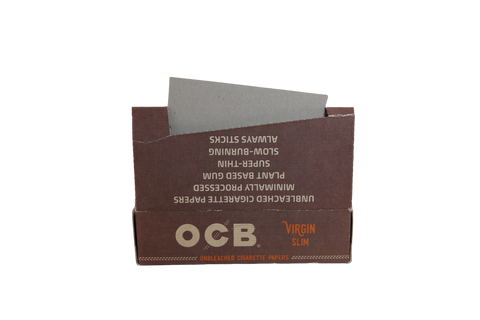 UNBLEACHED CIGARETTE PAPERS
MINIMALLY PROCESSED
PLANT BASED GUM
SUPER-THIN
SLOW-BURNING
ALWAYS STICKS
OCB
VIRGIN
SLIM
UNBLEACHED CIGARETTE PAPERS